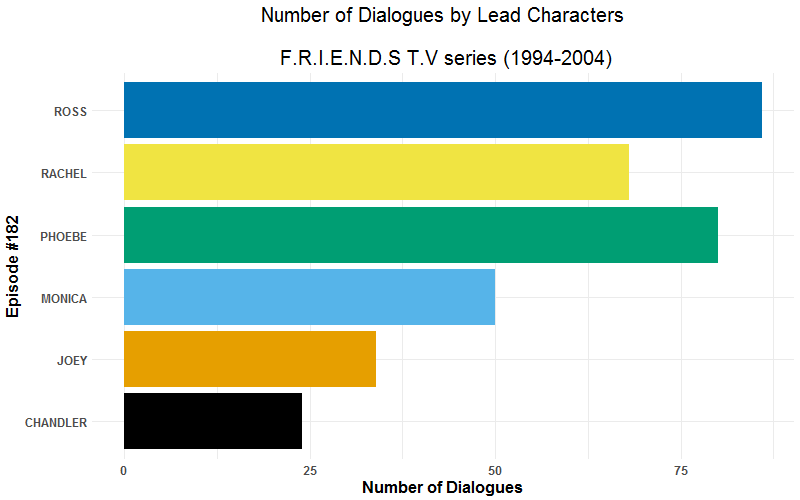 Number of Dialogues by Lead Characters
F.R.I.E.N.D.S T.V series (1994-2004)
Episode #182
ROSS
RACHEL
PHOEBE
MONICA
JOEY
CHANDLER
0 25 50 75
Number of Dialogues